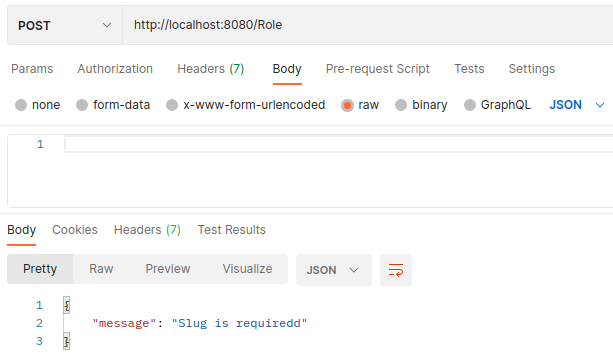 POST http://localhost:8080/Role
Params Authorization Headers (7) Body Pre-request Script Tests Settings
none form-data x-www-form-urlencoded raw binary GraphQL JSON
1
Body Cookies Headers (7) Test Results
Pretty Raw Preview Visualize JSON
1 {
2 "message": "Slug is requiredd"
3 }